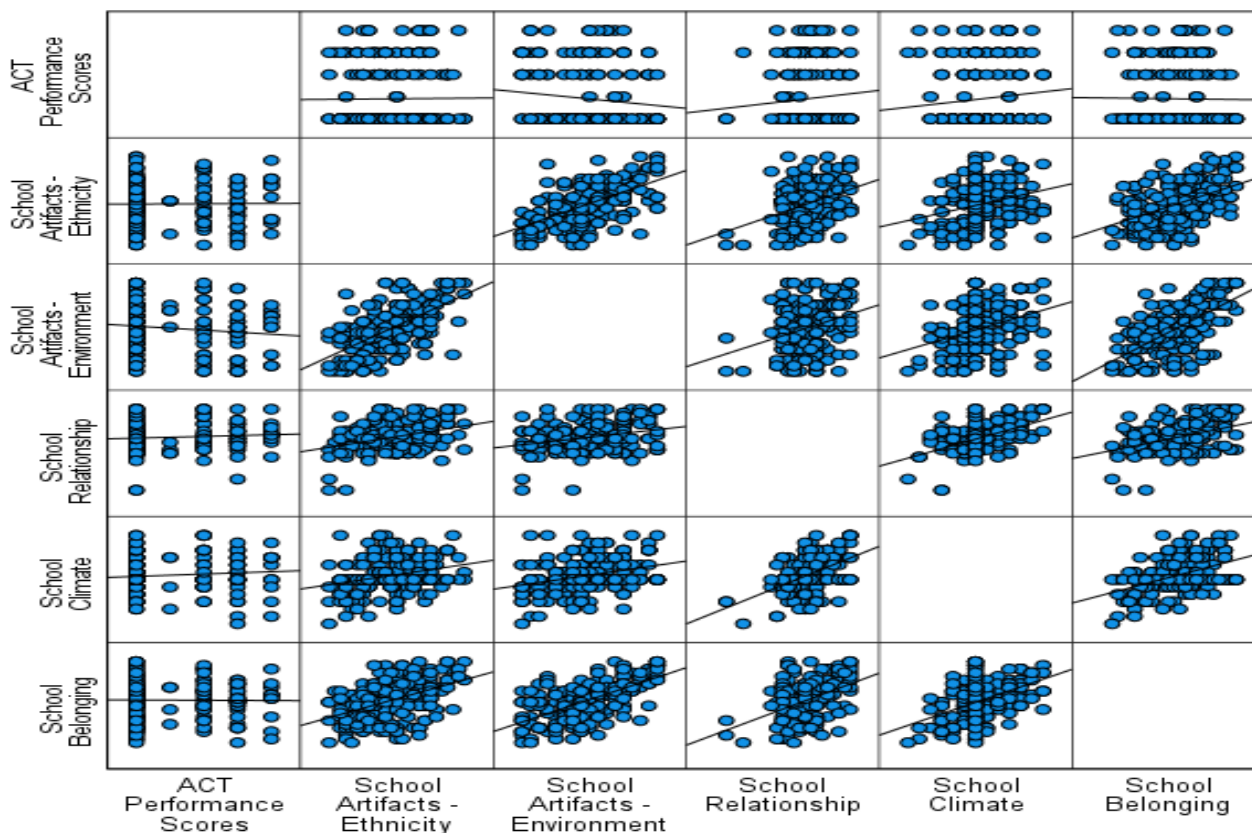 ACT
Performance
Scores
School
Artifacts -
Ethnicity
School
Artifacts -
Environment
School
Relationship
School
Climate
School
Belonging
ACT
Performance
Scores
School
Artifacts -
Ethnicity
School
Artifacts -
Environment
School
Relationship
School
Climate
School
Belonging